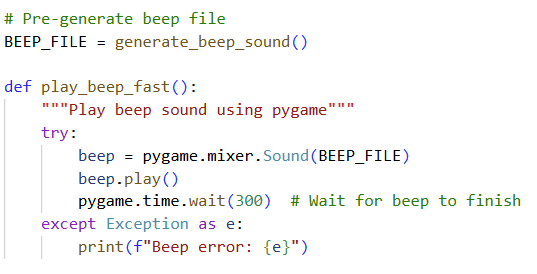 # Pre-generate beep file
BEEP_FILE = generate_beep_sound()

def play_beep_fast():
    """Play beep sound using pygame"""
    try:
        beep = pygame.mixer.Sound(BEEP_FILE)
        beep.play()
        pygame.time.wait(300)  # Wait for beep to finish
    except Exception as e:
        print(f"Beep error: {e}")